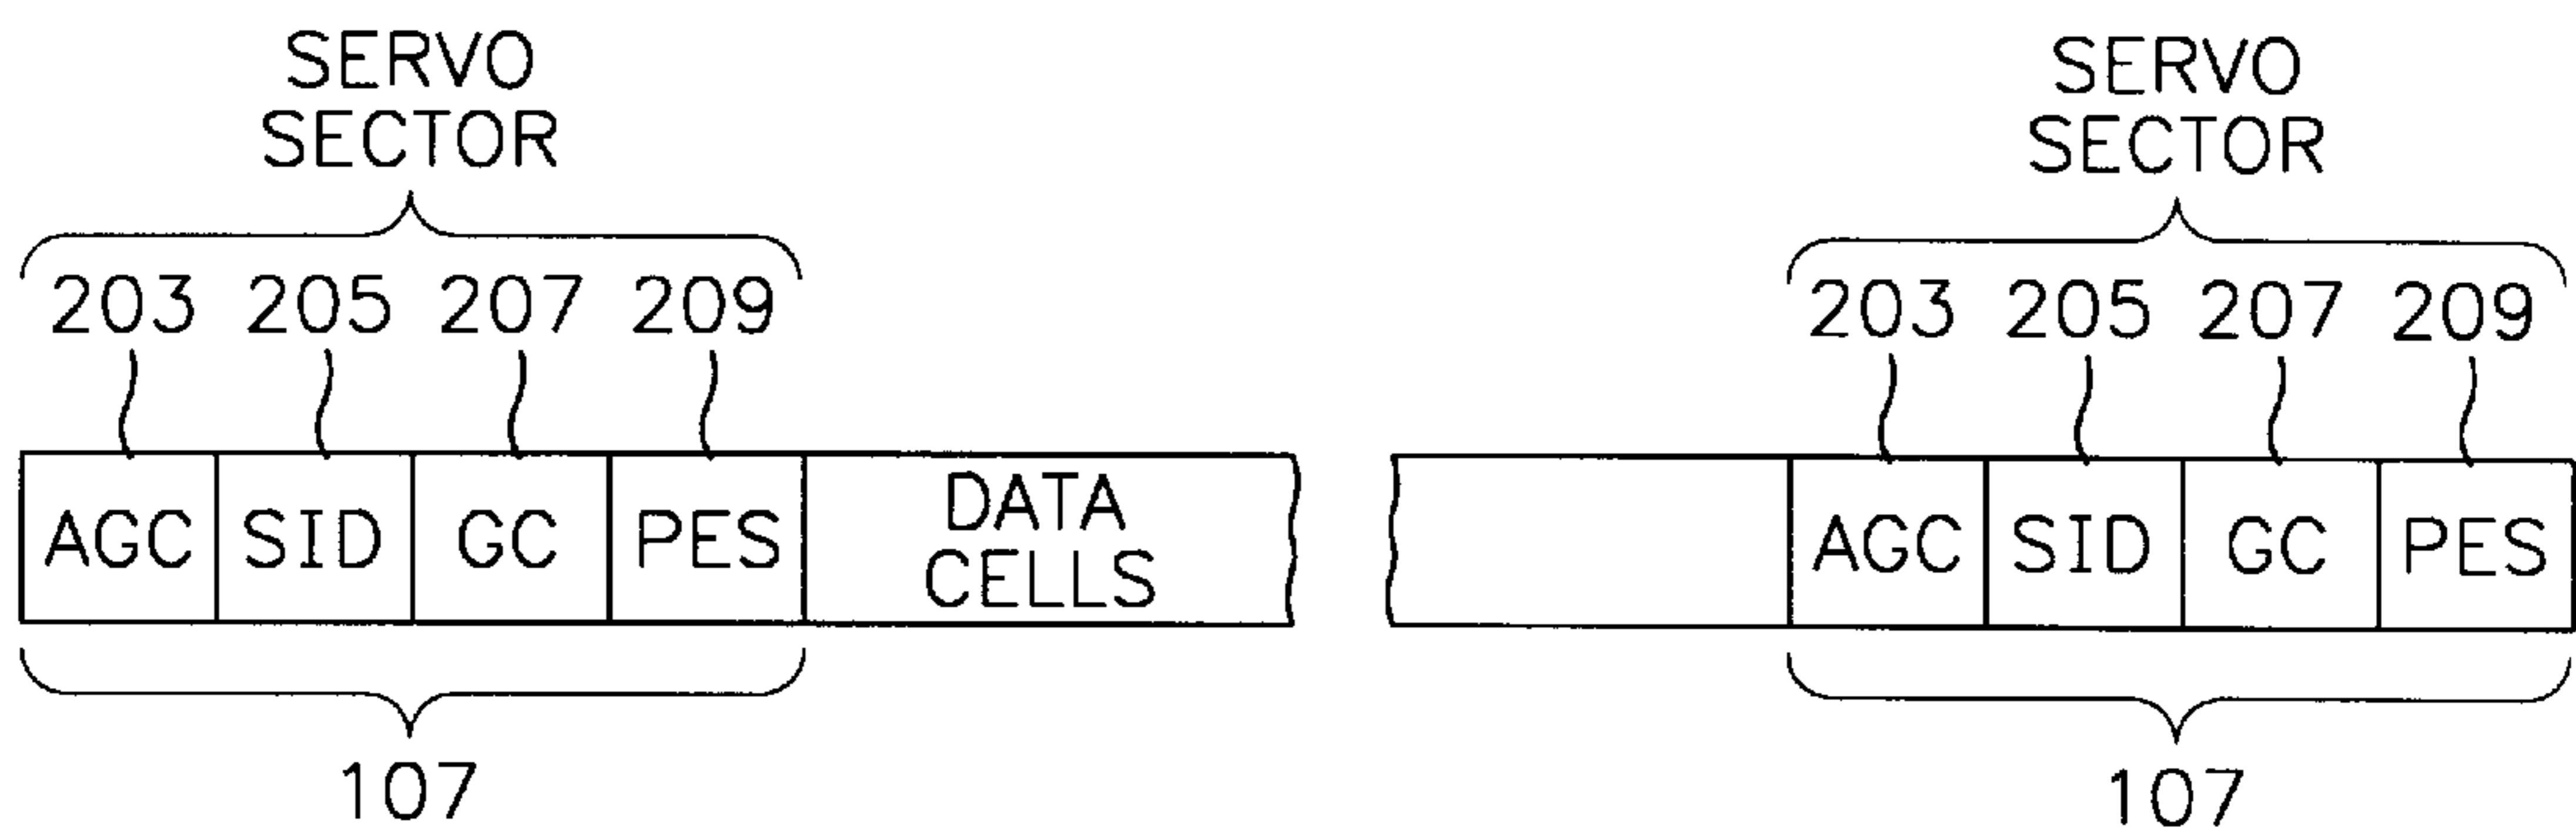 SERVO
SECTOR
SERVO
SECTOR
203 205 207 209
203 205 207 209
AGC SID GC PES DATA
CELLS
AGC SID GC PES
107
107